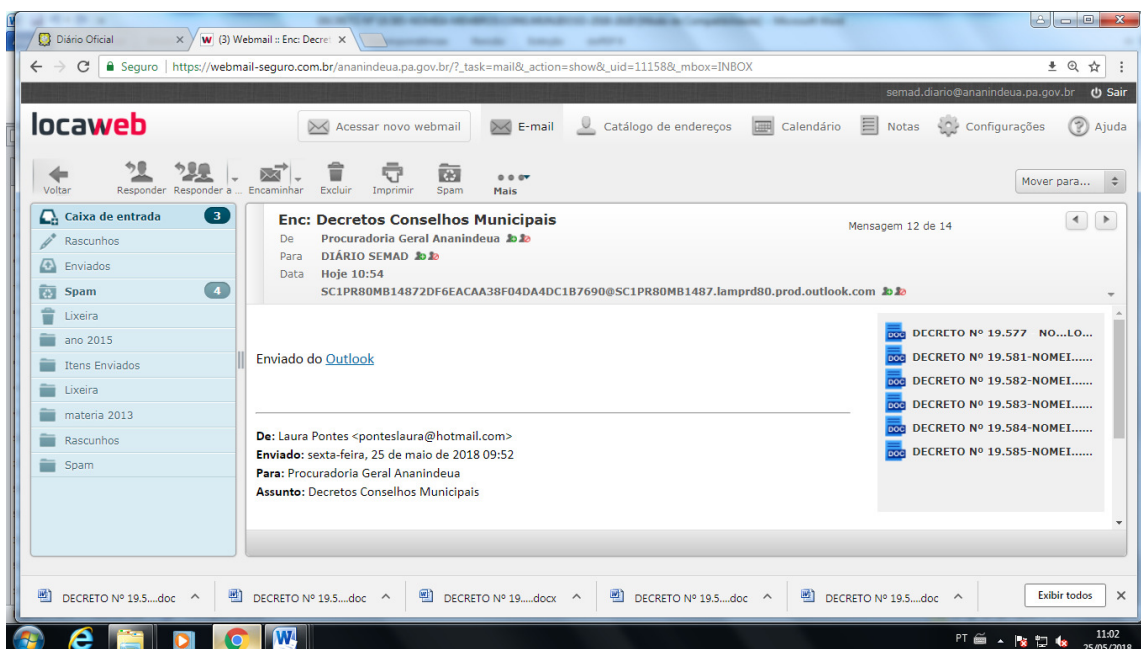 Diário Oficial
(3) Webmail :: Enc: Decret
Seguro | https://webmail-seguro.com.br/ananindeua.pa.gov.br/?_task=mail&_action=show&_uid=11158&_mbox=INBOX
semad.diario@ananindeua.pa.gov.br Sair
locaweb Acessar novo webmail E-mail Catálogo de endereços Calendário Notas Configurações Ajuda
Voltar Responder Responder a ... Encaminhar Excluir Imprimir Spam Mais Mover para...
Caixa de entrada 3
Rascunhos
Enviados
Spam 4
Lixeira
ano 2015
Itens Enviados
Lixeira
materia 2013
Rascunhos
Spam
Enc: Decretos Conselhos Municipais
Mensagem 12 de 14
De Procuradoria Geral Ananindeua
Para DIÁRIO SEMAD
Data Hoje 10:54
SC1PR80MB14872DF6EACAA38F04DA4DC1B7690@SC1PR80MB1487.lamprd80.prod.outlook.com
Enviado do Outlook
De: Laura Pontes <ponteslaura@hotmail.com>
Enviado: sexta-feira, 25 de maio de 2018 09:52
Para: Procuradoria Geral Ananindeua
Assunto: Decretos Conselhos Municipais
DOC DECRETO Nº 19.577 NO...LO...
DOC DECRETO Nº 19.581-NOMEI......
DOC DECRETO Nº 19.582-NOMEI......
DOC DECRETO Nº 19.583-NOMEI......
DOC DECRETO Nº 19.584-NOMEI......
DOC DECRETO Nº 19.585-NOMEI......
DECRETO Nº 19.5....doc DECRETO Nº 19.5....doc DECRETO Nº 19.....docx DECRETO Nº 19.5....doc DECRETO Nº 19.5....doc Exibir todos
PT 11:02
25/05/2018